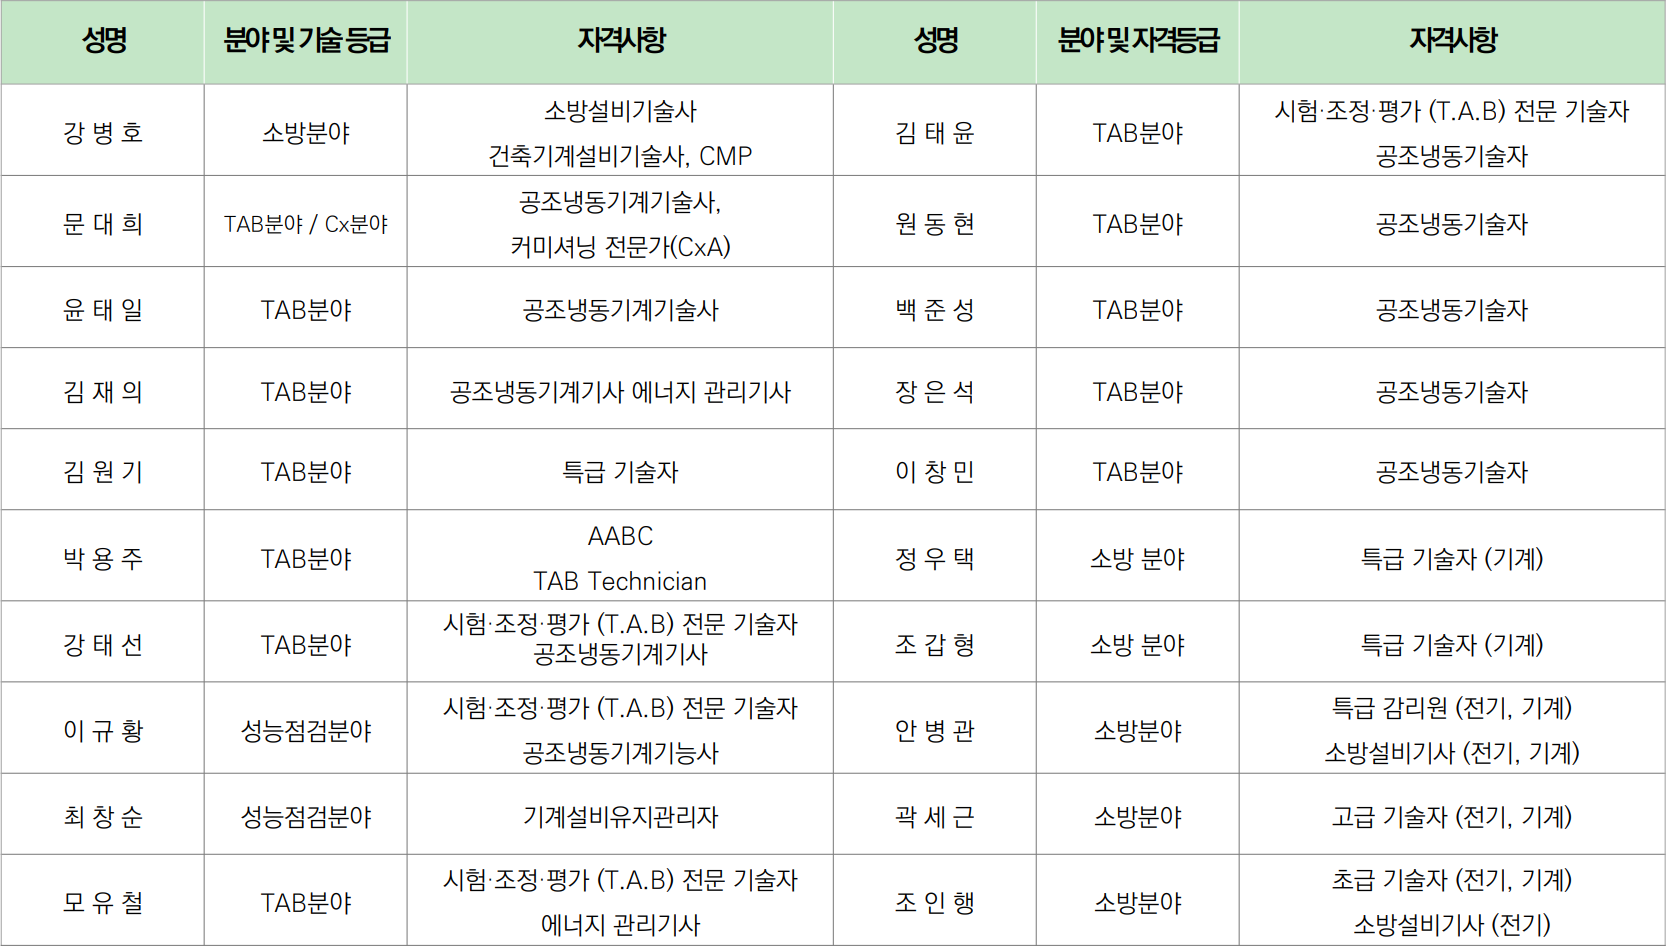 성명 분야 및 기술 등급 자격사항 성명 분야 및 자격등급 자격사항
강 병 호 소방분야 소방설비기술사
건축기계설비기술사, CMP
김 태 윤 TAB분야 시험·조정·평가 (T.A.B) 전문 기술자
공조냉동기술자
문 대 희 TAB분야 / Cx분야 공조냉동기계기술사,
커미셔닝 전문가(CxA)
원 동 현 TAB분야 공조냉동기술자
윤 태 일 TAB분야 공조냉동기계기술사
백 준 성 TAB분야 공조냉동기술자
김 재 의 TAB분야 공조냉동기계기사 에너지 관리기사
장 은 석 TAB분야 공조냉동기술자
김 원 기 TAB분야 특급 기술자
이 창 민 TAB분야 공조냉동기술자
박 용 주 TAB분야 AABC
TAB Technician
정 우 택 소방 분야 특급 기술자 (기계)
강 태 선 TAB분야 시험·조정·평가 (T.A.B) 전문 기술자
공조냉동기계기사
조 갑 형 소방 분야 특급 기술자 (기계)
이 규 황 성능점검분야 시험·조정·평가 (T.A.B) 전문 기술자
공조냉동기계기능사
안 병 관 소방분야 특급 감리원 (전기, 기계)
소방설비기사 (전기, 기계)
최 창 순 성능점검분야 기계설비유지관리자
곽 세 근 소방분야 고급 기술자 (전기, 기계)
모 유 철 TAB분야 시험·조정·평가 (T.A.B) 전문 기술자
에너지 관리기사
조 인 행 소방분야 초급 기술자 (전기, 기계)
소방설비기사 (전기)